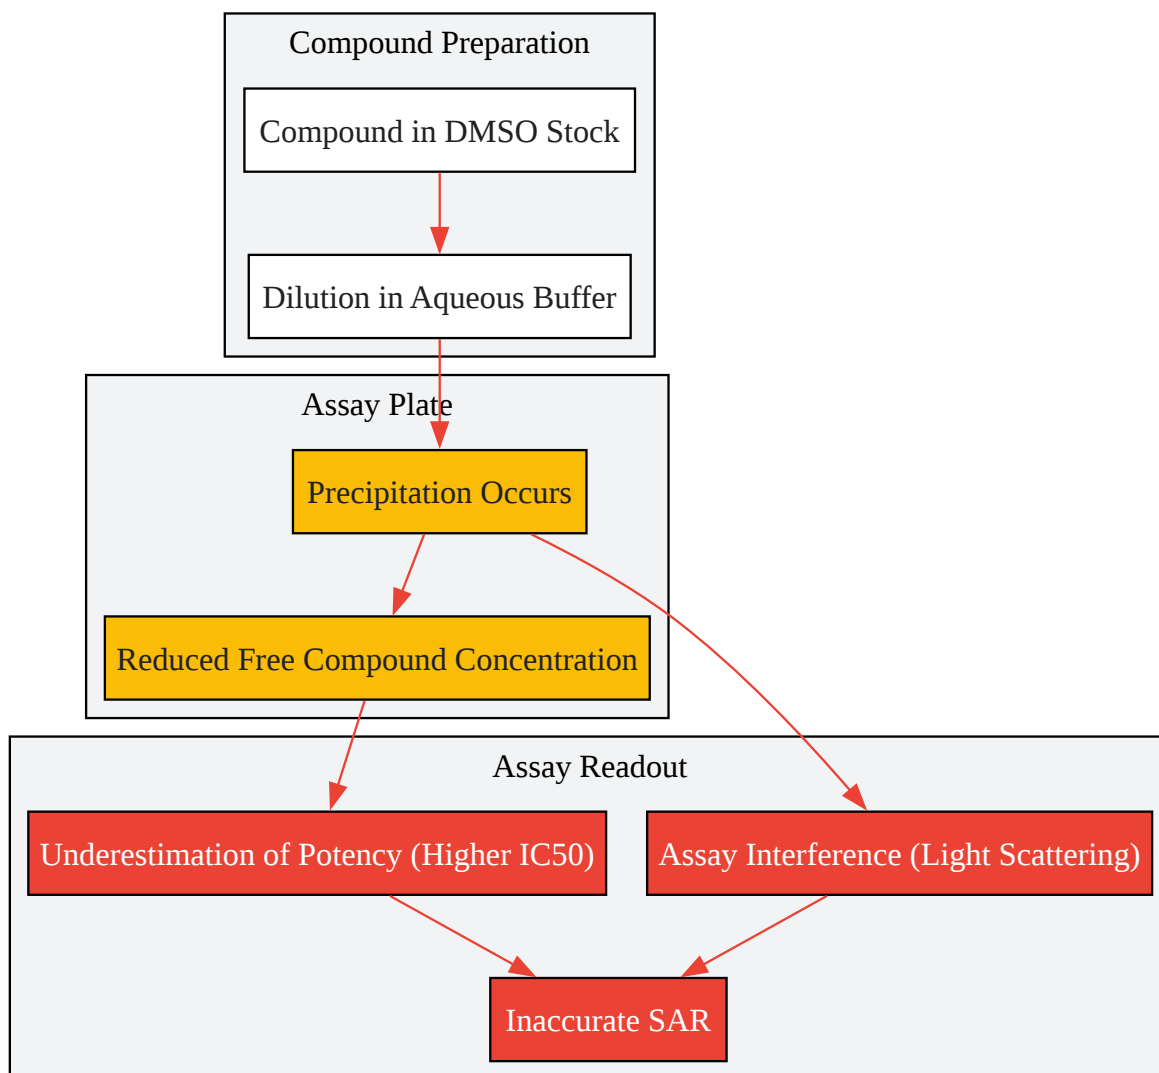 Compound Preparation
Compound in DMSO Stock
Dilution in Aqueous Buffer
Assay Plate
Precipitation Occurs
Reduced Free Compound Concentration
Assay Readout
Underestimation of Potency (Higher IC50)
Assay Interference (Light Scattering)
Inaccurate SAR